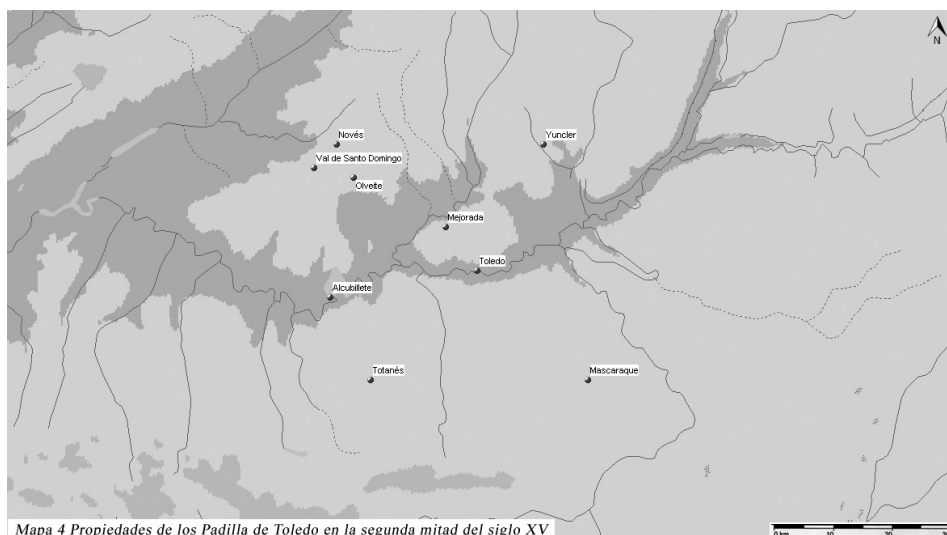 N
Novés
Yuncler
Val de Santo Domingo
Olveite
Mejorada
Toledo
Alcubillete
Totanés
Mascaraque
Mapa 4 Propiedades de los Padilla de Toledo en la segunda mitad del siglo XV
0 km 10